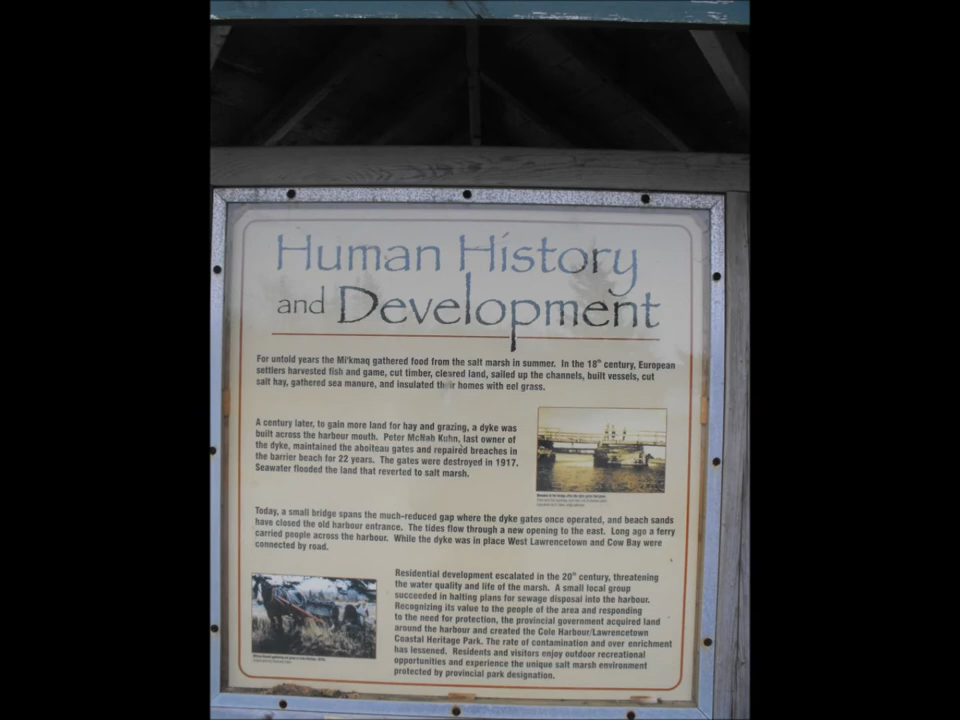 Human History
and Development
For untold years the Mi'kmaq gathered food from the salt marsh in summer. In the 18th century, European
settlers harvested fish and game, cut timber, cleared land, sailed up the channels, built vessels, cut
salt hay, gathered sea manure, and insulated their homes with eel grass.
A century later, to gain more land for hay and grazing, a dyke was
built across the harbour mouth. Peter McNab Kuhn, last owner of
the dyke, maintained the aboiteau gates and repaired breaches in
the barrier beach for 22 years. The gates were destroyed in 1917.
Seawater flooded the land that reverted to salt marsh.
Today, a small bridge spans the much-reduced gap where the dyke gates once operated, and beach sands
have closed the old harbour entrance. The tides flow through a new opening to the east. Long ago a ferry
carried people across the harbour. While the dyke was in place West Lawrencetown and Cow Bay were
connected by road.
Residential development escalated in the 20th century, threatening
the water quality and life of the marsh. A small local group
succeeded in halting plans for sewage disposal into the harbour.
Recognizing its value to the people of the area and responding
to the need for protection, the provincial government acquired land
around the harbour and created the Cole Harbour/Lawrencetown
Coastal Heritage Park. The rate of contamination and over enrichment
has lessened. Residents and visitors enjoy outdoor recreational
opportunities and experience the unique salt marsh environment
protected by provincial park designation.